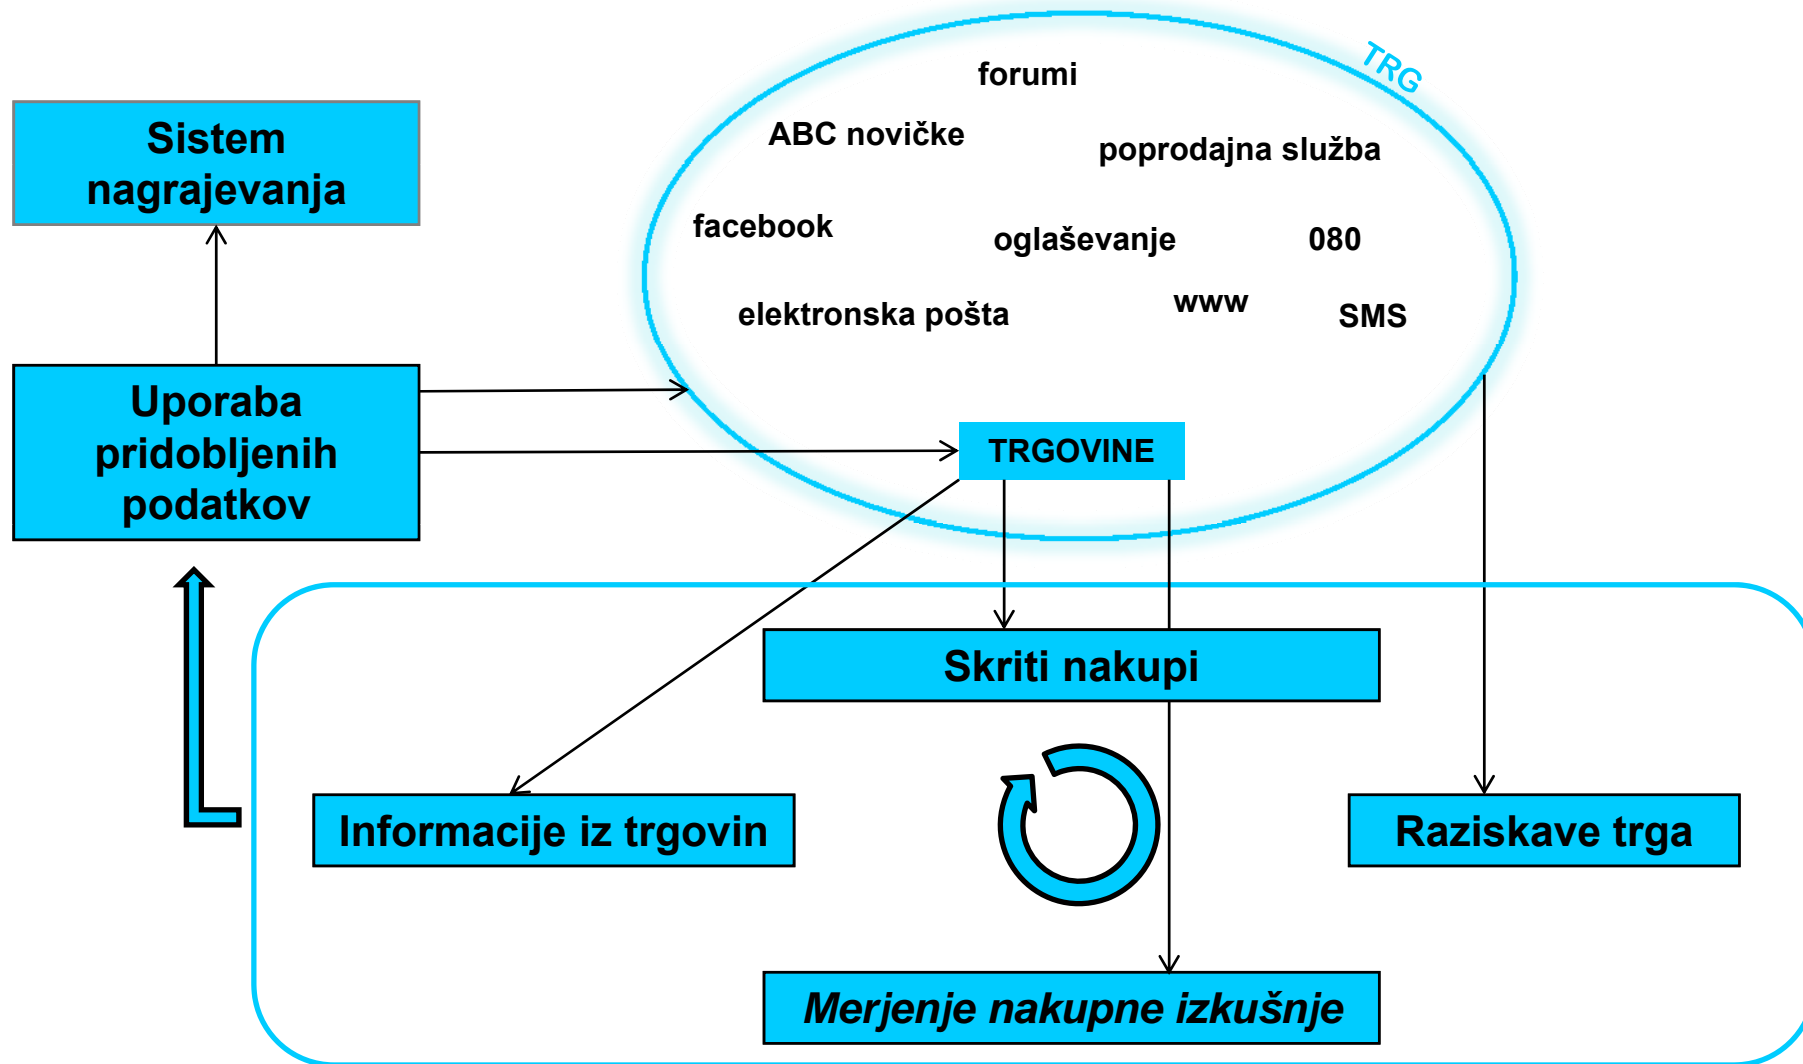 TRG
forumi
ABC novičke
poprodajna služba
facebook
oglaševanje
080
elektronska pošta
www
SMS
TRGOVINE
Sistem
nagrajevanja
Uporaba
pridobljenih
podatkov
Skriti nakupi
Informacije iz trgovin
Raziskave trga
Merjenje nakupne izkušnje